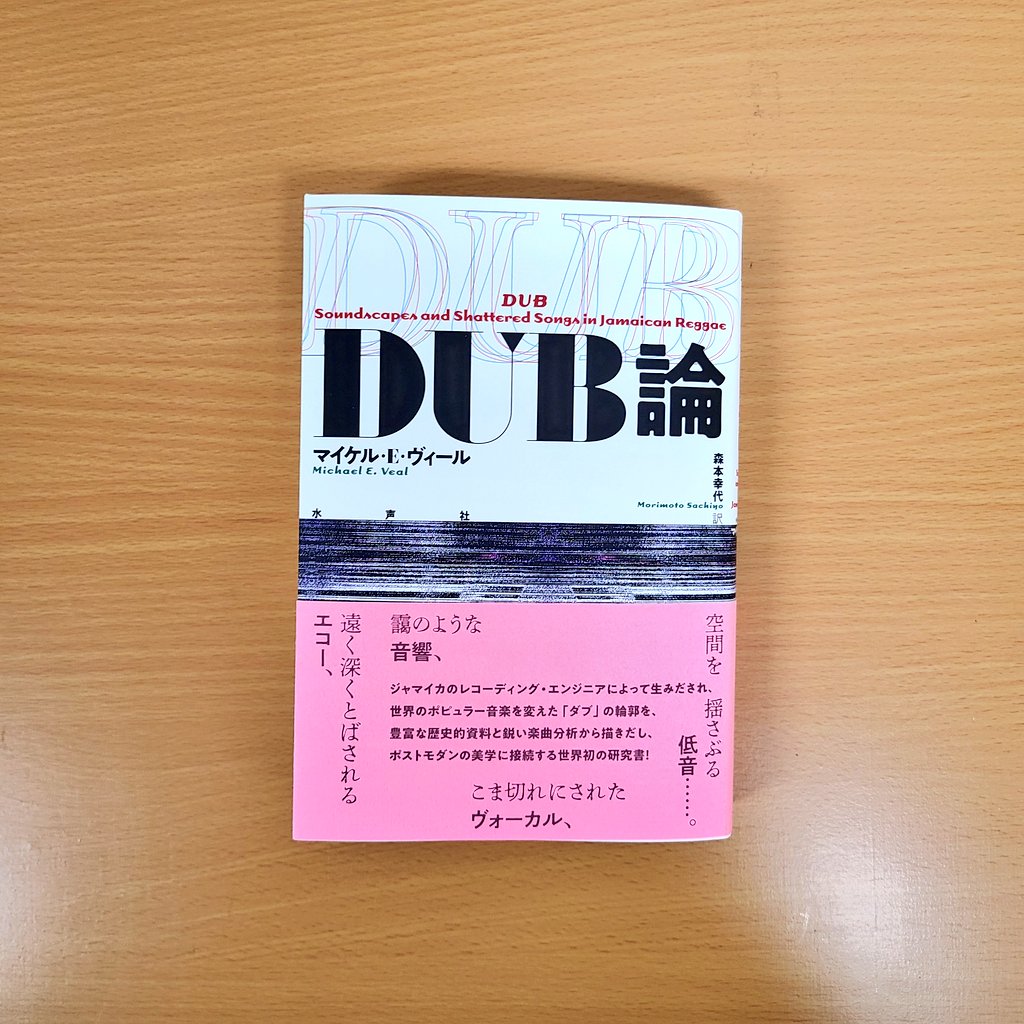 DUB
DUB
Soundscapes and Shattered Songs in Jamaican Reggae
DUB論
マイケル・E・ヴィール
Michael E. Veal
森本幸代 訳
Morimoto Sachiyo
水声社
遠く深くとばされる
エコー、
靄のような
音響、
ジャマイカのレコーディング・エンジニアによって生みだされ、
世界のポピュラー音楽を変えた「ダブ」の輪郭を、
豊富な歴史的資料と鋭い楽曲分析から描きだし、
ポストモダンの美学に接続する世界初の研究書!
こま切れにされた
ヴォーカル、
空間を 揺さぶる
低音……。